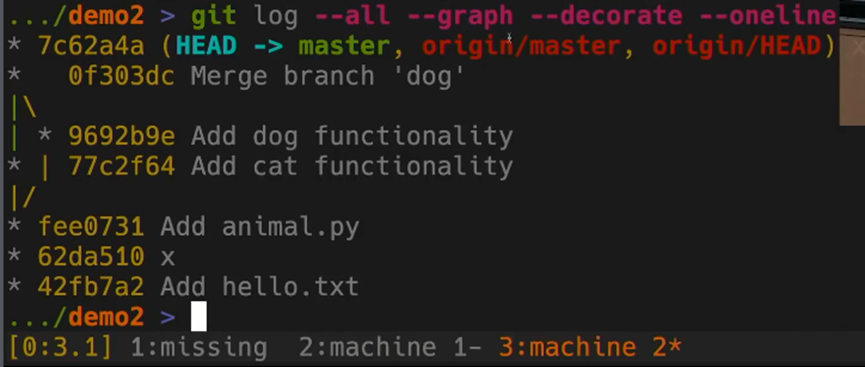 .../demo2 > git log --all --graph --decorate --oneline
* 7c62a4a (HEAD -> master, origin/master, origin/HEAD)
*   0f303dc Merge branch 'dog'
|\
| * 9692b9e Add dog functionality
* | 77c2f64 Add cat functionality
|/
* fee0731 Add animal.py
* 62da510 x
* 42fb7a2 Add hello.txt
.../demo2 >
[0:3.1] 1:missing  2:machine 1- 3:machine 2*